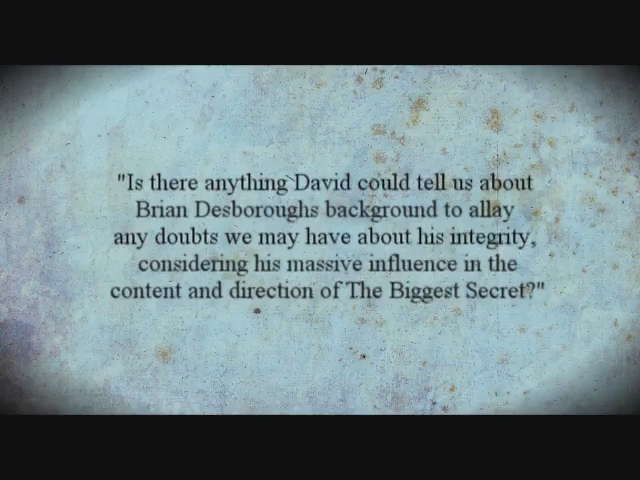 "Is there anything David could tell us about
Brian Desboroughs background to allay
any doubts we may have about his integrity,
considering his massive influence in the
content and direction of The Biggest Secret?"